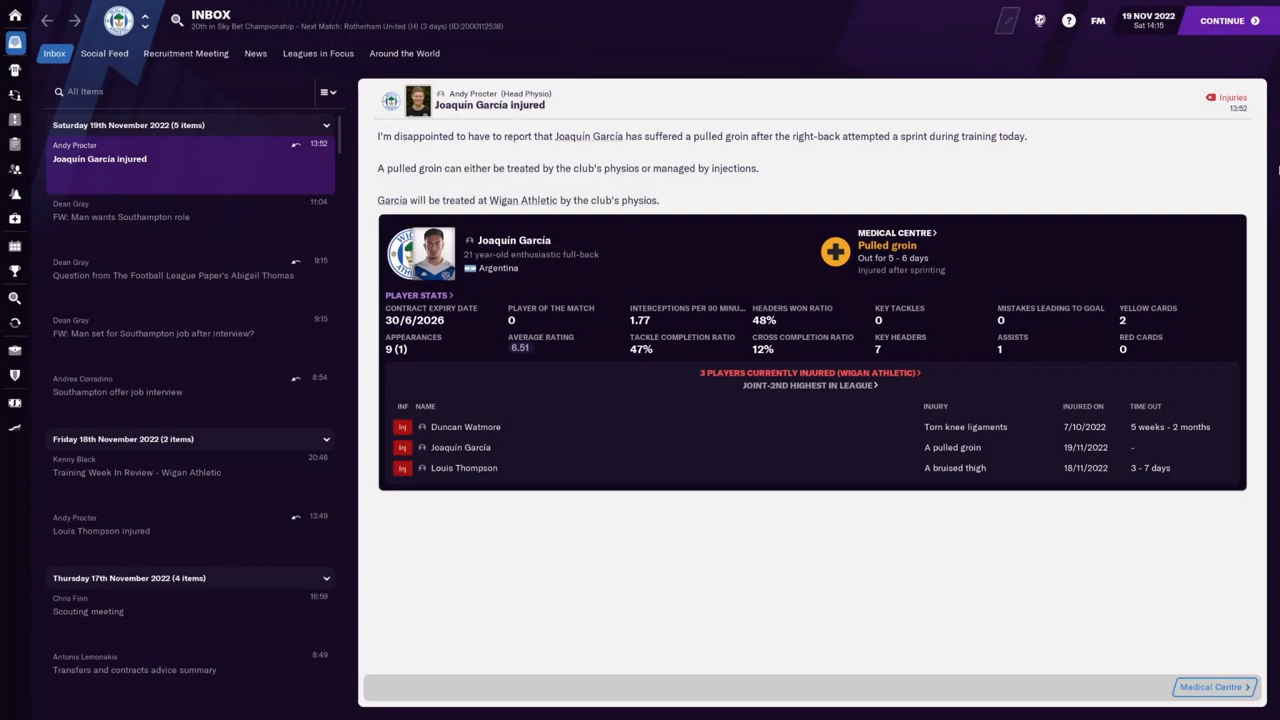 INBOX
20th in Sky Bet Championship - Next Match: Rotherham United (H) (3 days) (ID:2000112538)
FM
19 NOV 2022
Sat 14:15
CONTINUE
Inbox
Social Feed
Recruitment Meeting
News
Leagues in Focus
Around the World
All Items
Saturday 19th November 2022 (5 items)
Andy Procter 13:52
Joaquín García injured
Dean Gray 11:04
FW: Man wants Southampton role
Dean Gray 9:15
Question from The Football League Paper's Abigail Thomas
Dean Gray 9:15
FW: Man set for Southampton job after interview?
Andrea Corradino 8:54
Southampton offer job interview
Friday 18th November 2022 (2 items)
Kenny Black 20:46
Training Week In Review - Wigan Athletic
Andy Procter 13:49
Louis Thompson injured
Thursday 17th November 2022 (4 items)
Chris Finn 16:59
Scouting meeting
Antonis Lemonakis 8:49
Transfers and contracts advice summary
Andy Procter (Head Physio)
Joaquín García injured
Injuries
13:52
I'm disappointed to have to report that Joaquín García has suffered a pulled groin after the right-back attempted a sprint during training today.
A pulled groin can either be treated by the club's physios or managed by injections.
García will be treated at Wigan Athletic by the club's physios.
Joaquín García
21 year-old enthusiastic full-back
Argentina
MEDICAL CENTRE >
Pulled groin
Out for 5 - 6 days
Injured after sprinting
PLAYER STATS >
CONTRACT EXPIRY DATE PLAYER OF THE MATCH INTERCEPTIONS PER 90 MINU... HEADERS WON RATIO KEY TACKLES MISTAKES LEADING TO GOAL YELLOW CARDS
30/6/2026 0 1.77 48% 0 0 2
APPEARANCES AVERAGE RATING TACKLE COMPLETION RATIO CROSS COMPLETION RATIO KEY HEADERS ASSISTS RED CARDS
9 (1) 6.51 47% 12% 7 1 0
3 PLAYERS CURRENTLY INJURED (WIGAN ATHLETIC) >
JOINT-2ND HIGHEST IN LEAGUE >
INF NAME INJURY INJURED ON TIME OUT
Inj Duncan Watmore Torn knee ligaments 7/10/2022 5 weeks - 2 months
Inj Joaquín García A pulled groin 19/11/2022 -
Inj Louis Thompson A bruised thigh 18/11/2022 3 - 7 days
Medical Centre >